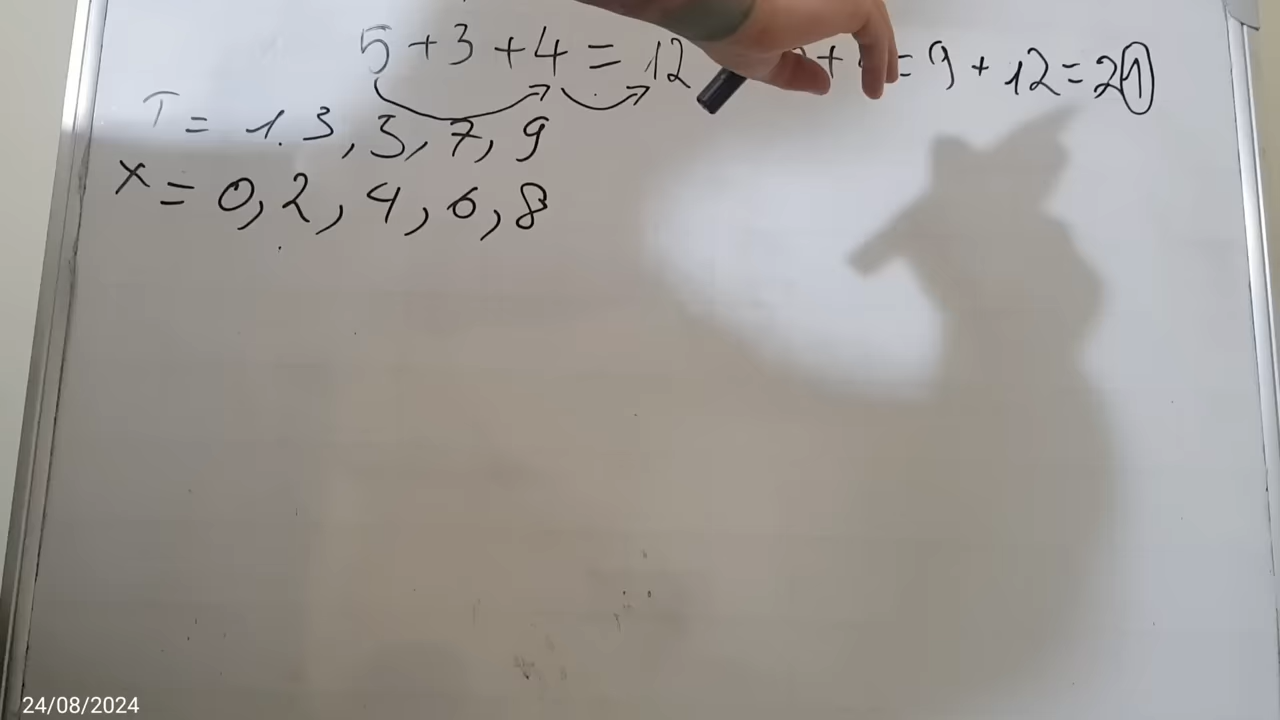 5 + 3 + 4 = 12 + = 9 + 12 = 21
T = 1.3, 5, 7, 9
X = 0, 2, 4, 6, 8
24/08/2024